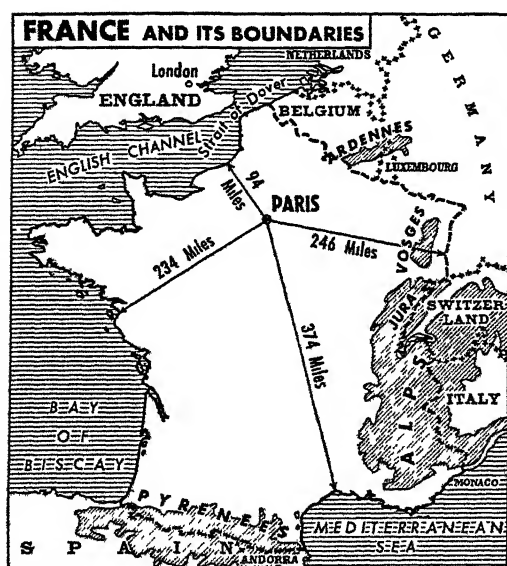 FRANCE AND ITS BOUNDARIES
NETHERLANDS
London
ENGLAND
Strait of Dover
BELGIUM
GERMANY
ENGLISH CHANNEL
ARDENNES
LUXEMBOURG
94 Miles
PARIS
246 Miles
VOSGES
234 Miles
374 Miles
JURA
SWITZER-
LAND
ALPS
ITALY
BAY
OF
BISCAY
MONACO
PYRENEES
MEDITERRANEAN
SEA
SPAIN
ANDORRA